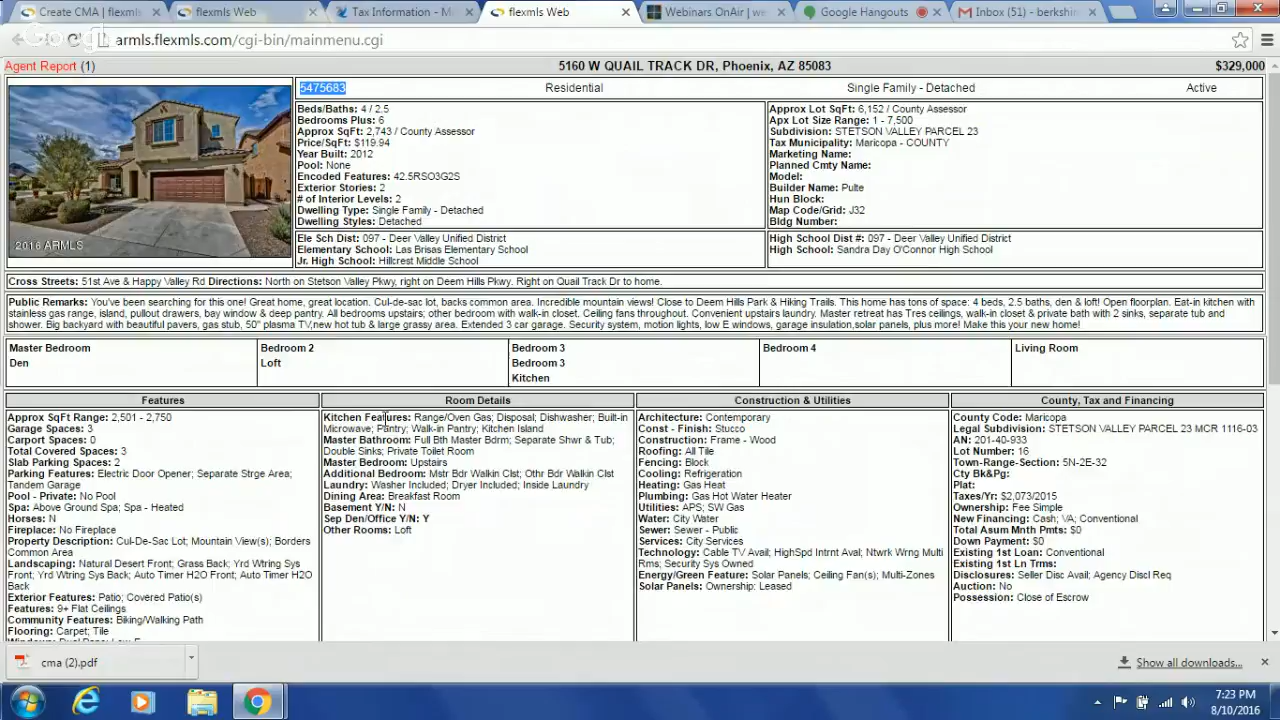 Create CMA | flexmls
flexmls Web
Tax Information - M
flexmls Web
Webinars OnAir | we
Google Hangouts
Inbox (51) - berkshir
armls.flexmls.com/cgi-bin/mainmenu.cgi
Agent Report (1)
5160 W QUAIL TRACK DR, Phoenix, AZ 85083
$329,000
5475683
Residential
Single Family - Detached
Active
2016 ARMLS
Beds/Baths: 4 / 2.5
Bedrooms Plus: 6
Approx SqFt: 2,743 / County Assessor
Price/SqFt: $119.94
Year Built: 2012
Pool: None
Encoded Features: 42.5RSO3G2S
Exterior Stories: 2
# of Interior Levels: 2
Dwelling Type: Single Family - Detached
Dwelling Styles: Detached
Approx Lot SqFt: 6,152 / County Assessor
Apx Lot Size Range: 1 - 7,500
Subdivision: STETSON VALLEY PARCEL 23
Tax Municipality: Maricopa - COUNTY
Marketing Name:
Planned Cmty Name:
Model:
Builder Name: Pulte
Hun Block:
Map Code/Grid: J32
Bldg Number:
Ele Sch Dist: 097 - Deer Valley Unified District
Elementary School: Las Brisas Elementary School
Jr. High School: Hillcrest Middle School
High School Dist #: 097 - Deer Valley Unified District
High School: Sandra Day O'Connor High School
Cross Streets: 51st Ave & Happy Valley Rd Directions: North on Stetson Valley Pkwy, right on Deem Hills Pkwy. Right on Quail Track Dr to home.
Public Remarks: You've been searching for this one! Great home, great location. Cul-de-sac lot, backs common area. Incredible mountain views! Close to Deem Hills Park & Hiking Trails. This home has tons of space: 4 beds, 2.5 baths, den & loft! Open floorplan. Eat-in kitchen with
stainless gas range, island, pullout drawers, bay window & deep pantry. All bedrooms upstairs; other bedroom with walk-in closet. Ceiling fans throughout. Convenient upstairs laundry. Master retreat has Tres ceilings, walk-in closet & private bath with 2 sinks, separate tub and
shower. Big backyard with beautiful pavers, gas stub, 50" plasma TV,new hot tub & large grassy area. Extended 3 car garage. Security system, motion lights, low E windows, garage insulation,solar panels, plus more! Make this your new home!
Master Bedroom
Den
Bedroom 2
Loft
Bedroom 3
Bedroom 3
Kitchen
Bedroom 4
Living Room
Features
Room Details
Construction & Utilities
County, Tax and Financing
Approx SqFt Range: 2,501 - 2,750
Garage Spaces: 3
Carport Spaces: 0
Total Covered Spaces: 3
Slab Parking Spaces: 2
Parking Features: Electric Door Opener; Separate Strge Area;
Tandem Garage
Pool - Private: No Pool
Spa: Above Ground Spa; Spa - Heated
Horses: N
Fireplace: No Fireplace
Property Description: Cul-De-Sac Lot; Mountain View(s); Borders
Common Area
Landscaping: Natural Desert Front; Grass Back; Yrd Wtring Sys
Front; Yrd Wtring Sys Back; Auto Timer H2O Front; Auto Timer H2O
Back
Exterior Features: Patio; Covered Patio(s)
Features: 9+ Flat Ceilings
Community Features: Biking/Walking Path
Flooring: Carpet; Tile
Kitchen Features: Range/Oven Gas; Disposal; Dishwasher; Built-in
Microwave; Pantry; Walk-in Pantry; Kitchen Island
Master Bathroom: Full Bth Master Bdrm; Separate Shwr & Tub;
Double Sinks; Private Toilet Room
Master Bedroom: Upstairs
Additional Bedroom: Mstr Bdr Walkin Clst; Othr Bdr Walkin Clst
Laundry: Washer Included; Dryer Included; Inside Laundry
Dining Area: Breakfast Room
Basement Y/N: N
Sep Den/Office Y/N: Y
Other Rooms: Loft
Architecture: Contemporary
Const - Finish: Stucco
Construction: Frame - Wood
Roofing: All Tile
Fencing: Block
Cooling: Refrigeration
Heating: Gas Heat
Plumbing: Gas Hot Water Heater
Utilities: APS; SW Gas
Water: City Water
Sewer: Sewer - Public
Services: City Services
Technology: Cable TV Avail; HighSpd Intrnt Aval; Ntwrk Wrng Multi
Rms; Security Sys Owned
Energy/Green Feature: Solar Panels; Ceiling Fan(s); Multi-Zones
Solar Panels: Ownership: Leased
County Code: Maricopa
Legal Subdivision: STETSON VALLEY PARCEL 23 MCR 1116-03
AN: 201-40-933
Lot Number: 16
Town-Range-Section: 5N-2E-32
Cty Bk&Pg:
Plat:
Taxes/Yr: $2,073/2015
Ownership: Fee Simple
New Financing: Cash; VA; Conventional
Total Asum Mnth Pmts: $0
Down Payment: $0
Existing 1st Loan: Conventional
Existing 1st Ln Trms:
Disclosures: Seller Disc Avail; Agency Discl Req
Auction: No
Possession: Close of Escrow
cma (2).pdf
Show all downloads...
7:23 PM
8/10/2016